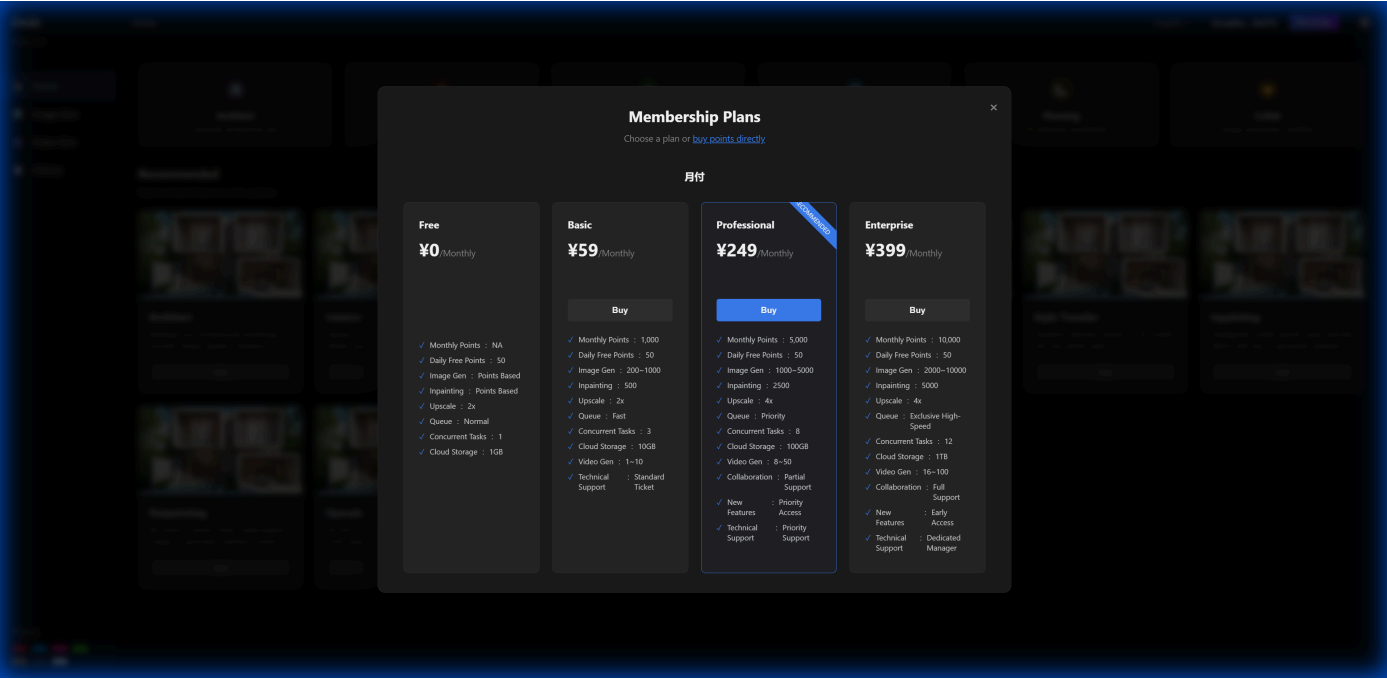 Membership Plans
×
Choose a plan or buy points directly
月付
Free
¥0/Monthly
✓ Monthly Points : NA
✓ Daily Free Points : 50
✓ Image Gen : Points Based
✓ Inpainting : Points Based
✓ Upscale : 2x
✓ Queue : Normal
✓ Concurrent Tasks : 1
✓ Cloud Storage : 1GB
Basic
¥59/Monthly
Buy
✓ Monthly Points : 1,000
✓ Daily Free Points : 50
✓ Image Gen : 200~1000
✓ Inpainting : 500
✓ Upscale : 2x
✓ Queue : Fast
✓ Concurrent Tasks : 3
✓ Cloud Storage : 10GB
✓ Video Gen : 1~10
✓ Technical : Standard
Support Ticket
RECOMMENDED
Professional
¥249/Monthly
Buy
✓ Monthly Points : 5,000
✓ Daily Free Points : 50
✓ Image Gen : 1000~5000
✓ Inpainting : 2500
✓ Upscale : 4x
✓ Queue : Priority
✓ Concurrent Tasks : 8
✓ Cloud Storage : 100GB
✓ Video Gen : 8~50
✓ Collaboration : Partial
Support
✓ New : Priority
Features Access
✓ Technical : Priority
Support Support
Enterprise
¥399/Monthly
Buy
✓ Monthly Points : 10,000
✓ Daily Free Points : 50
✓ Image Gen : 2000~10000
✓ Inpainting : 5000
✓ Upscale : 4x
✓ Queue : Exclusive High-
Speed
✓ Concurrent Tasks : 12
✓ Cloud Storage : 1TB
✓ Video Gen : 16~100
✓ Collaboration : Full
Support
✓ New : Early
Features Access
✓ Technical : Dedicated
Support Manager